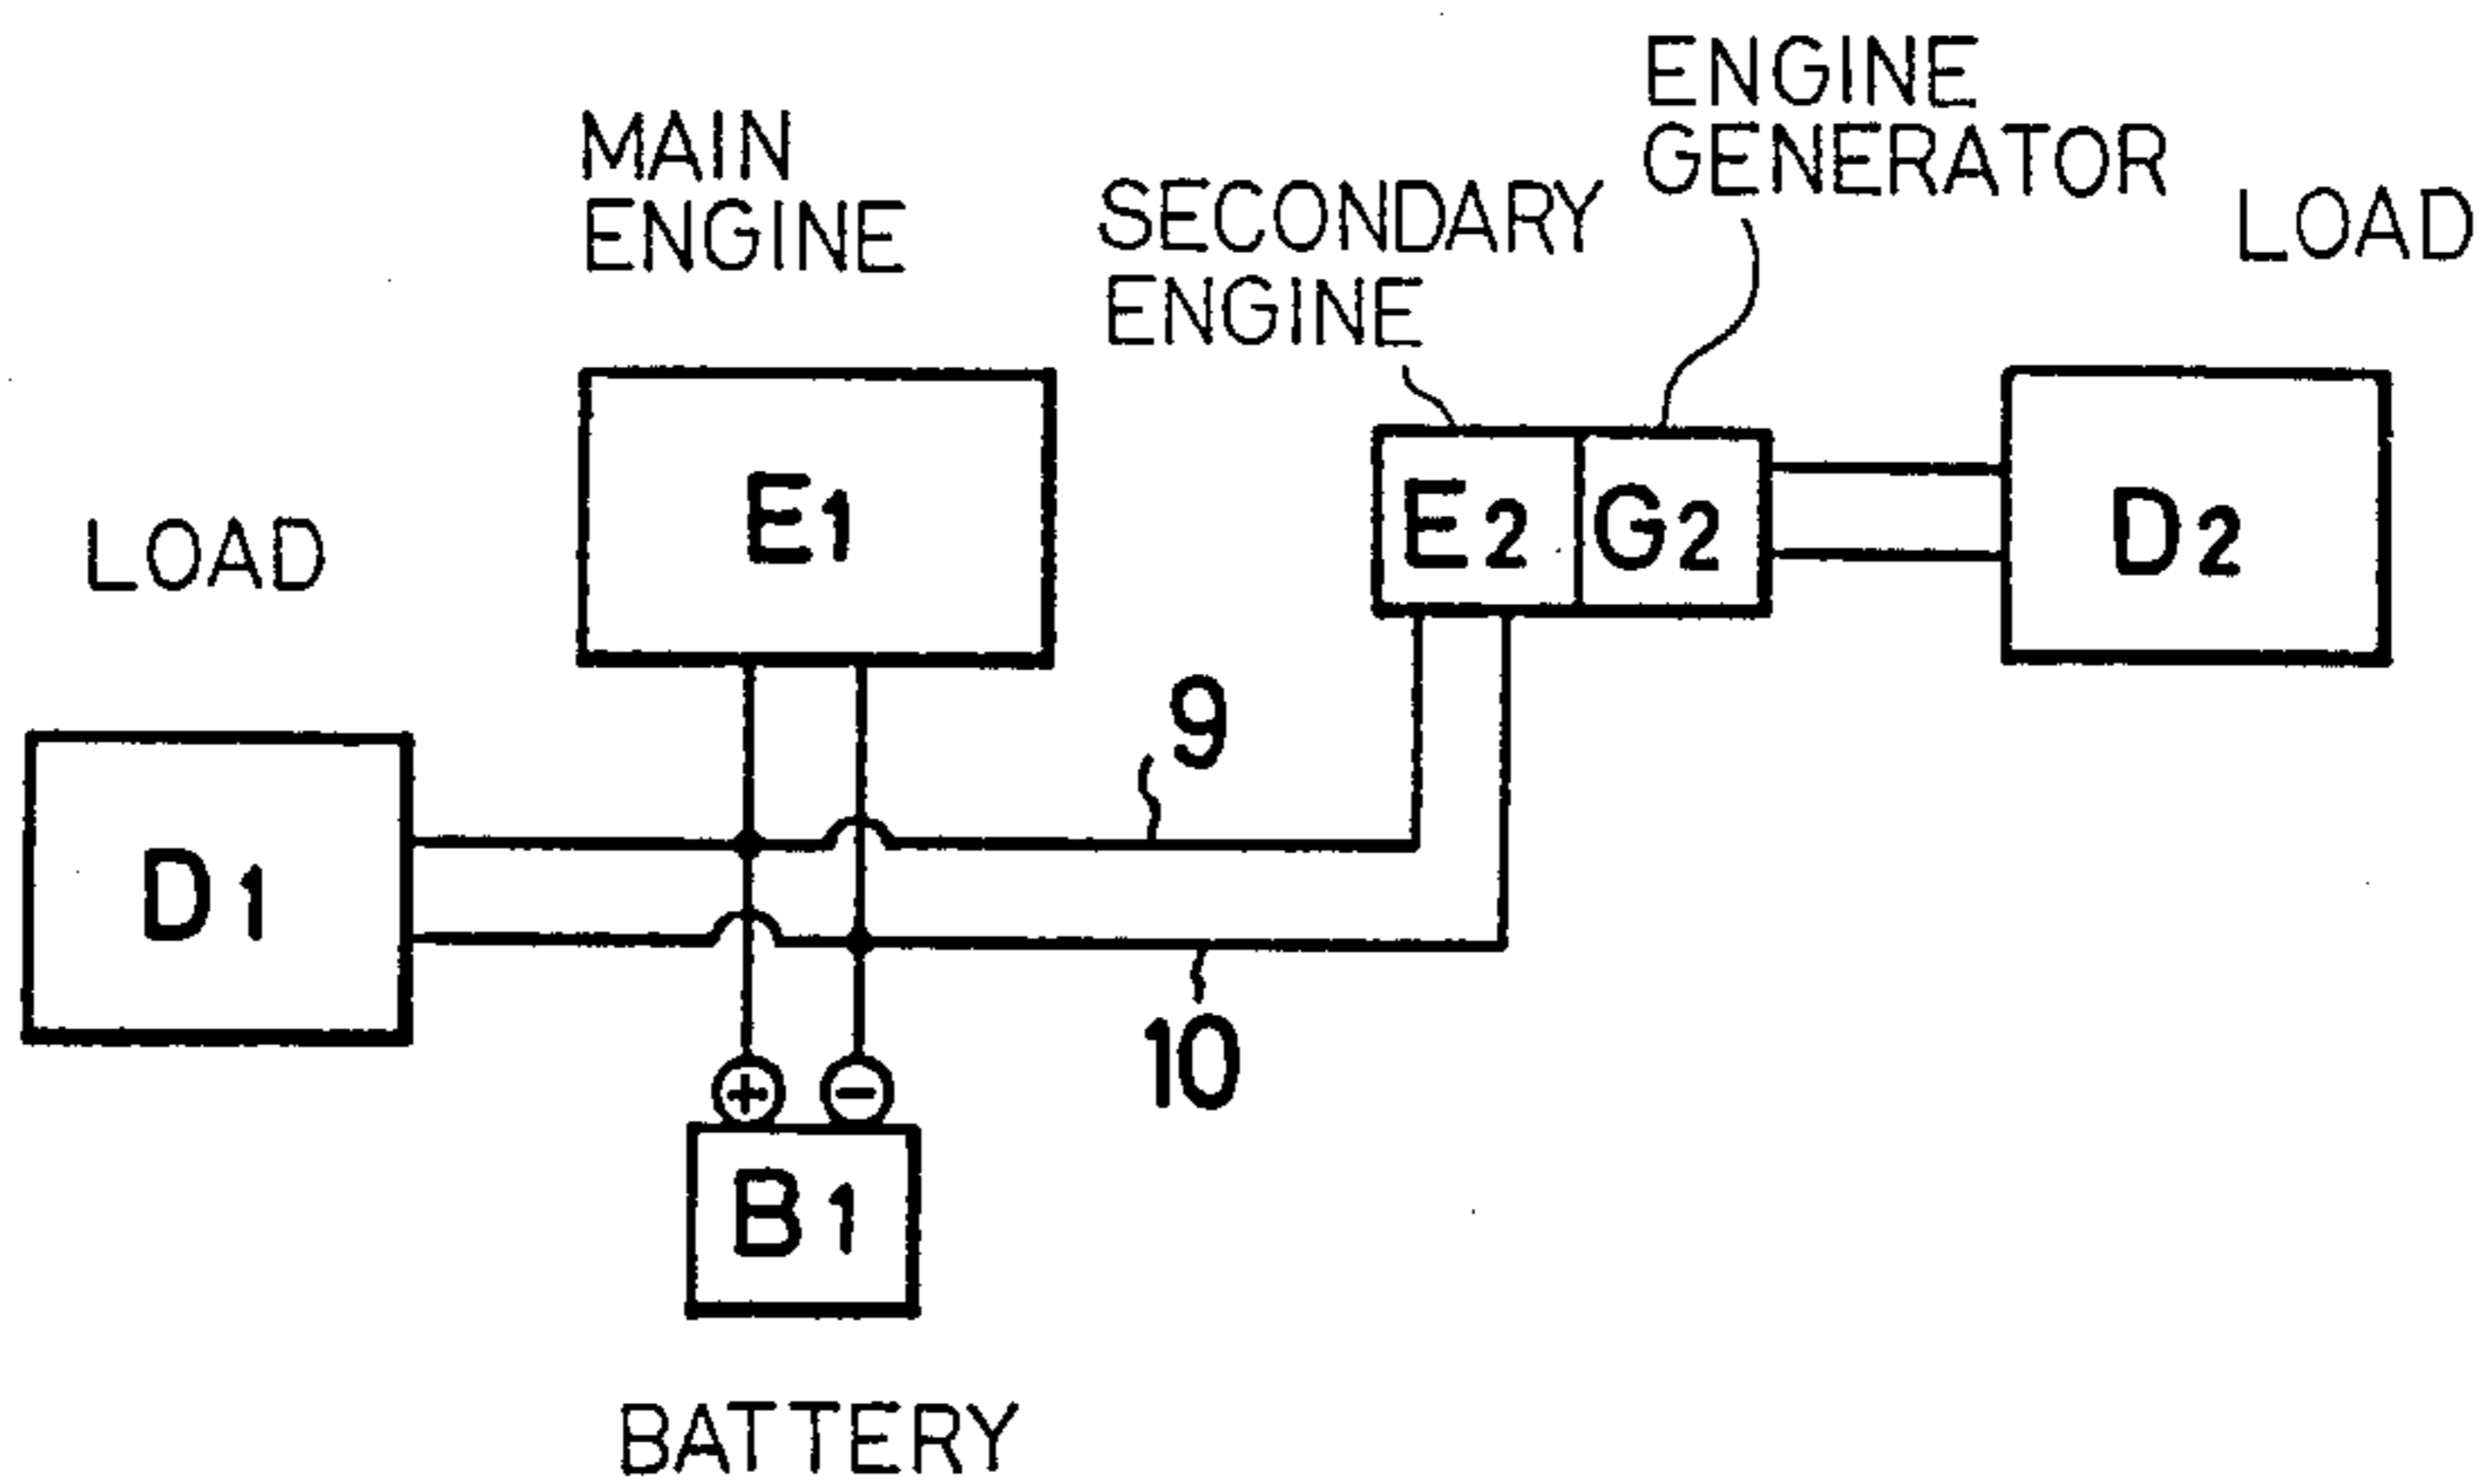 ENGINE
GENERATOR
MAIN
ENGINE
SECONDARY
ENGINE
LOAD
LOAD
E1
E2 G2
D2
9
D1
10
+ −
B1
BATTERY